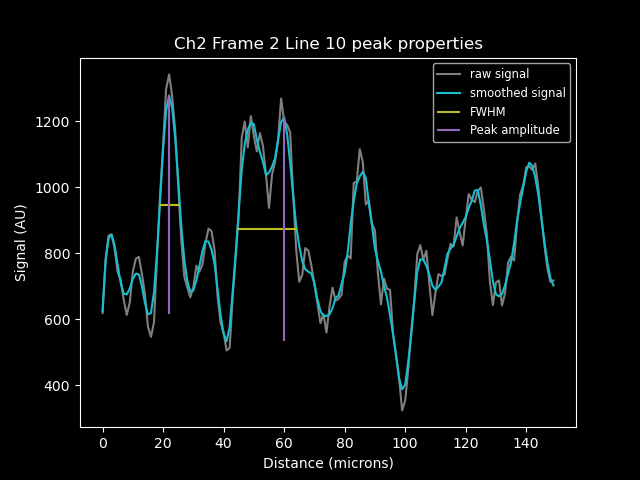 Ch2 Frame 2 Line 10 peak properties
raw signal
smoothed signal
FWHM
Peak amplitude
Signal (AU)
1200
1000
800
600
400
0 20 40 60 80 100 120 140
Distance (microns)